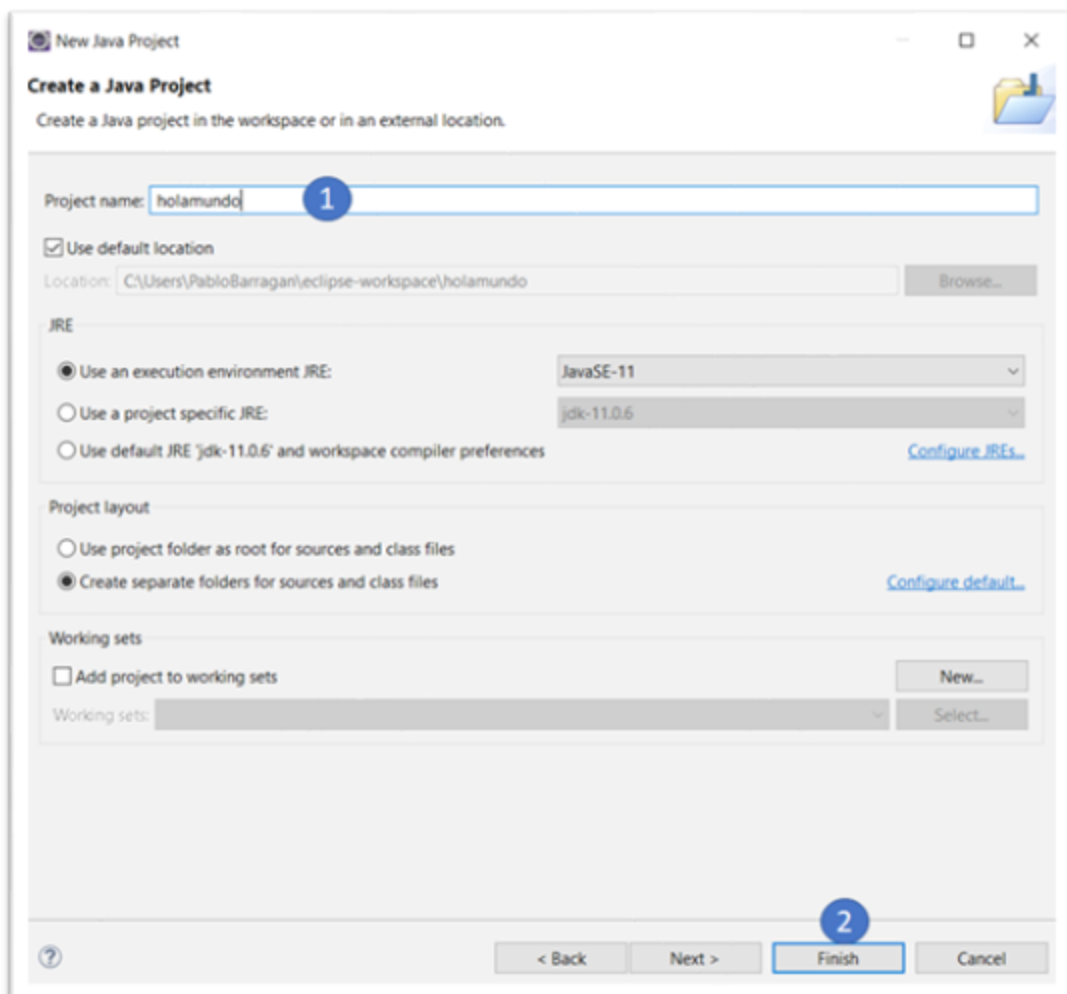 New Java Project
Create a Java Project
Create a Java project in the workspace or in an external location.
Project name: holamundo 1
Use default location
Location: C:\Users\PabloBarragan\eclipse-workspace\holamundo Browse...
JRE
Use an execution environment JRE: JavaSE-11
Use a project specific JRE: jdk-11.0.6
Use default JRE 'jdk-11.0.6' and workspace compiler preferences Configure JREs...
Project layout
Use project folder as root for sources and class files
Create separate folders for sources and class files Configure default...
Working sets
Add project to working sets New...
Working sets: Select...
2
? < Back Next > Finish Cancel